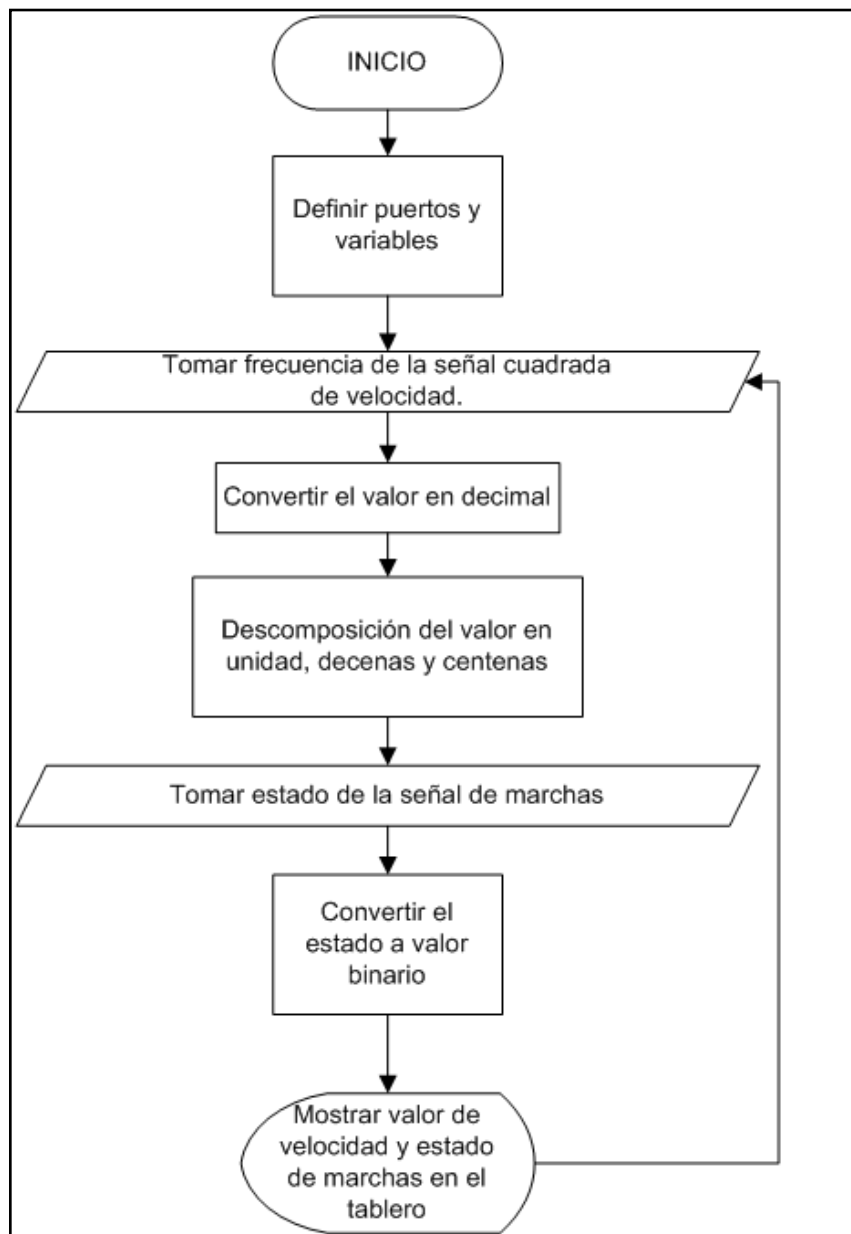 INICIO
Definir puertos y
variables
Tomar frecuencia de la señal cuadrada
de velocidad.
Convertir el valor en decimal
Descomposición del valor en
unidad, decenas y centenas
Tomar estado de la señal de marchas
Convertir el
estado a valor
binario
Mostrar valor de
velocidad y estado
de marchas en el
tablero